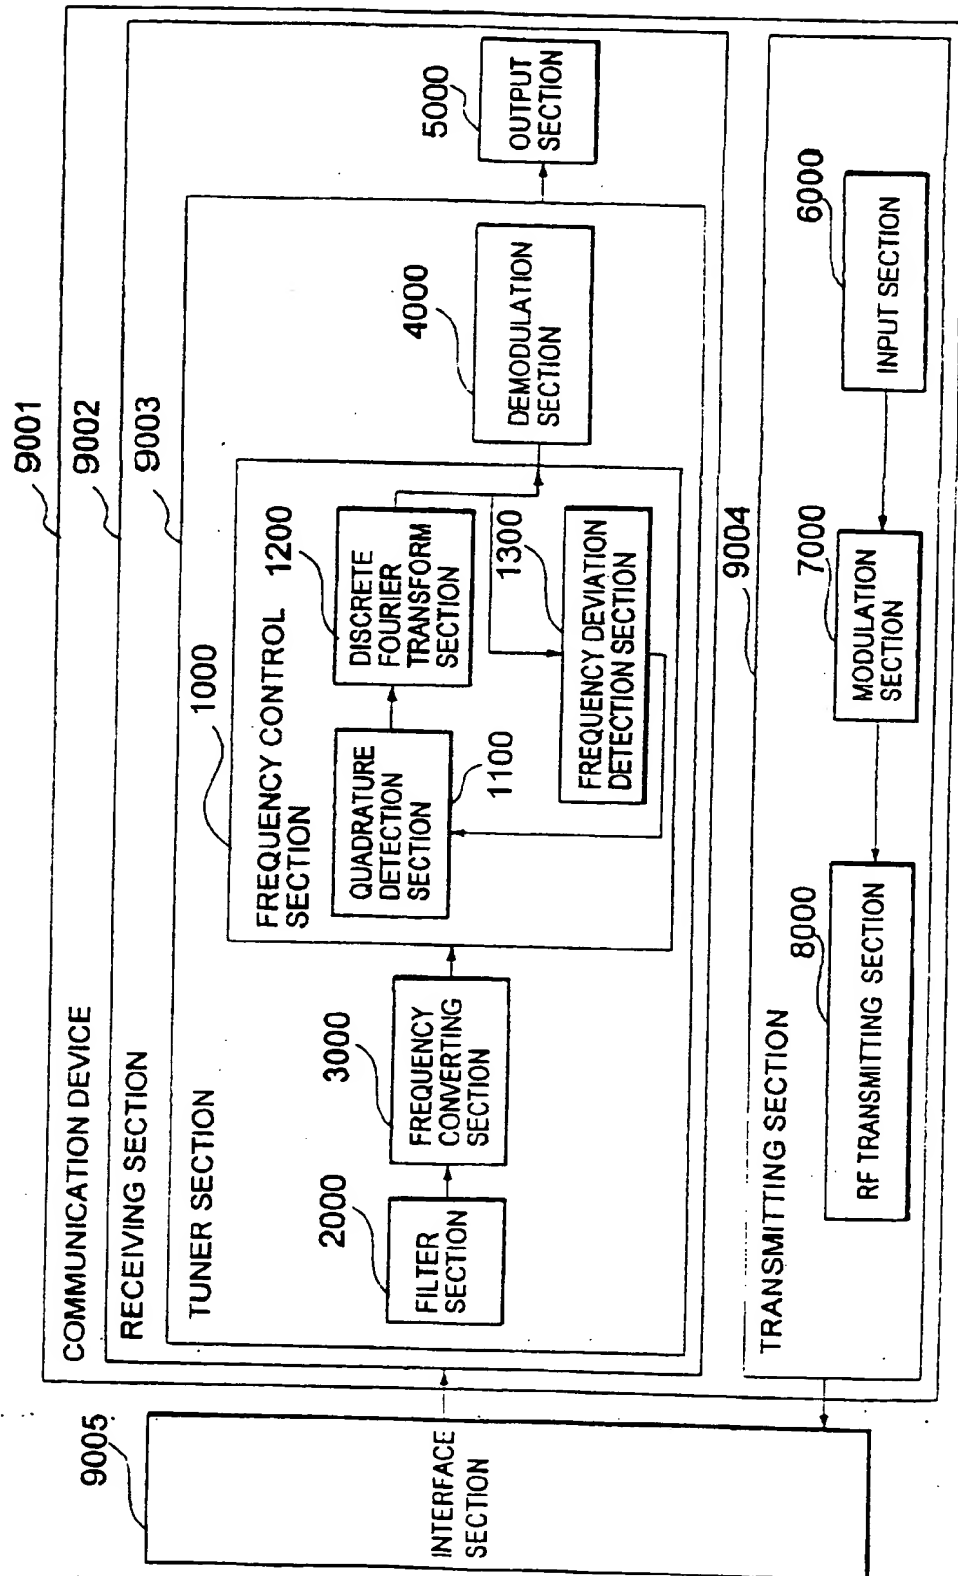 9001
COMMUNICATION DEVICE
9002
RECEIVING SECTION
9003
TUNER SECTION
1000
FREQUENCY CONTROL
SECTION
1200
DISCRETE
FOURIER
TRANSFORM
SECTION
QUADRATURE
DETECTION
SECTION
1100
1300
FREQUENCY DEVIATION
DETECTION SECTION
2000
FILTER
SECTION
3000
FREQUENCY
CONVERTING
SECTION
4000
DEMODULATION
SECTION
5000
OUTPUT
SECTION
9005
INTERFACE
SECTION
9004
TRANSMITTING SECTION
8000
RF TRANSMITTING SECTION
7000
MODULATION
SECTION
6000
INPUT SECTION